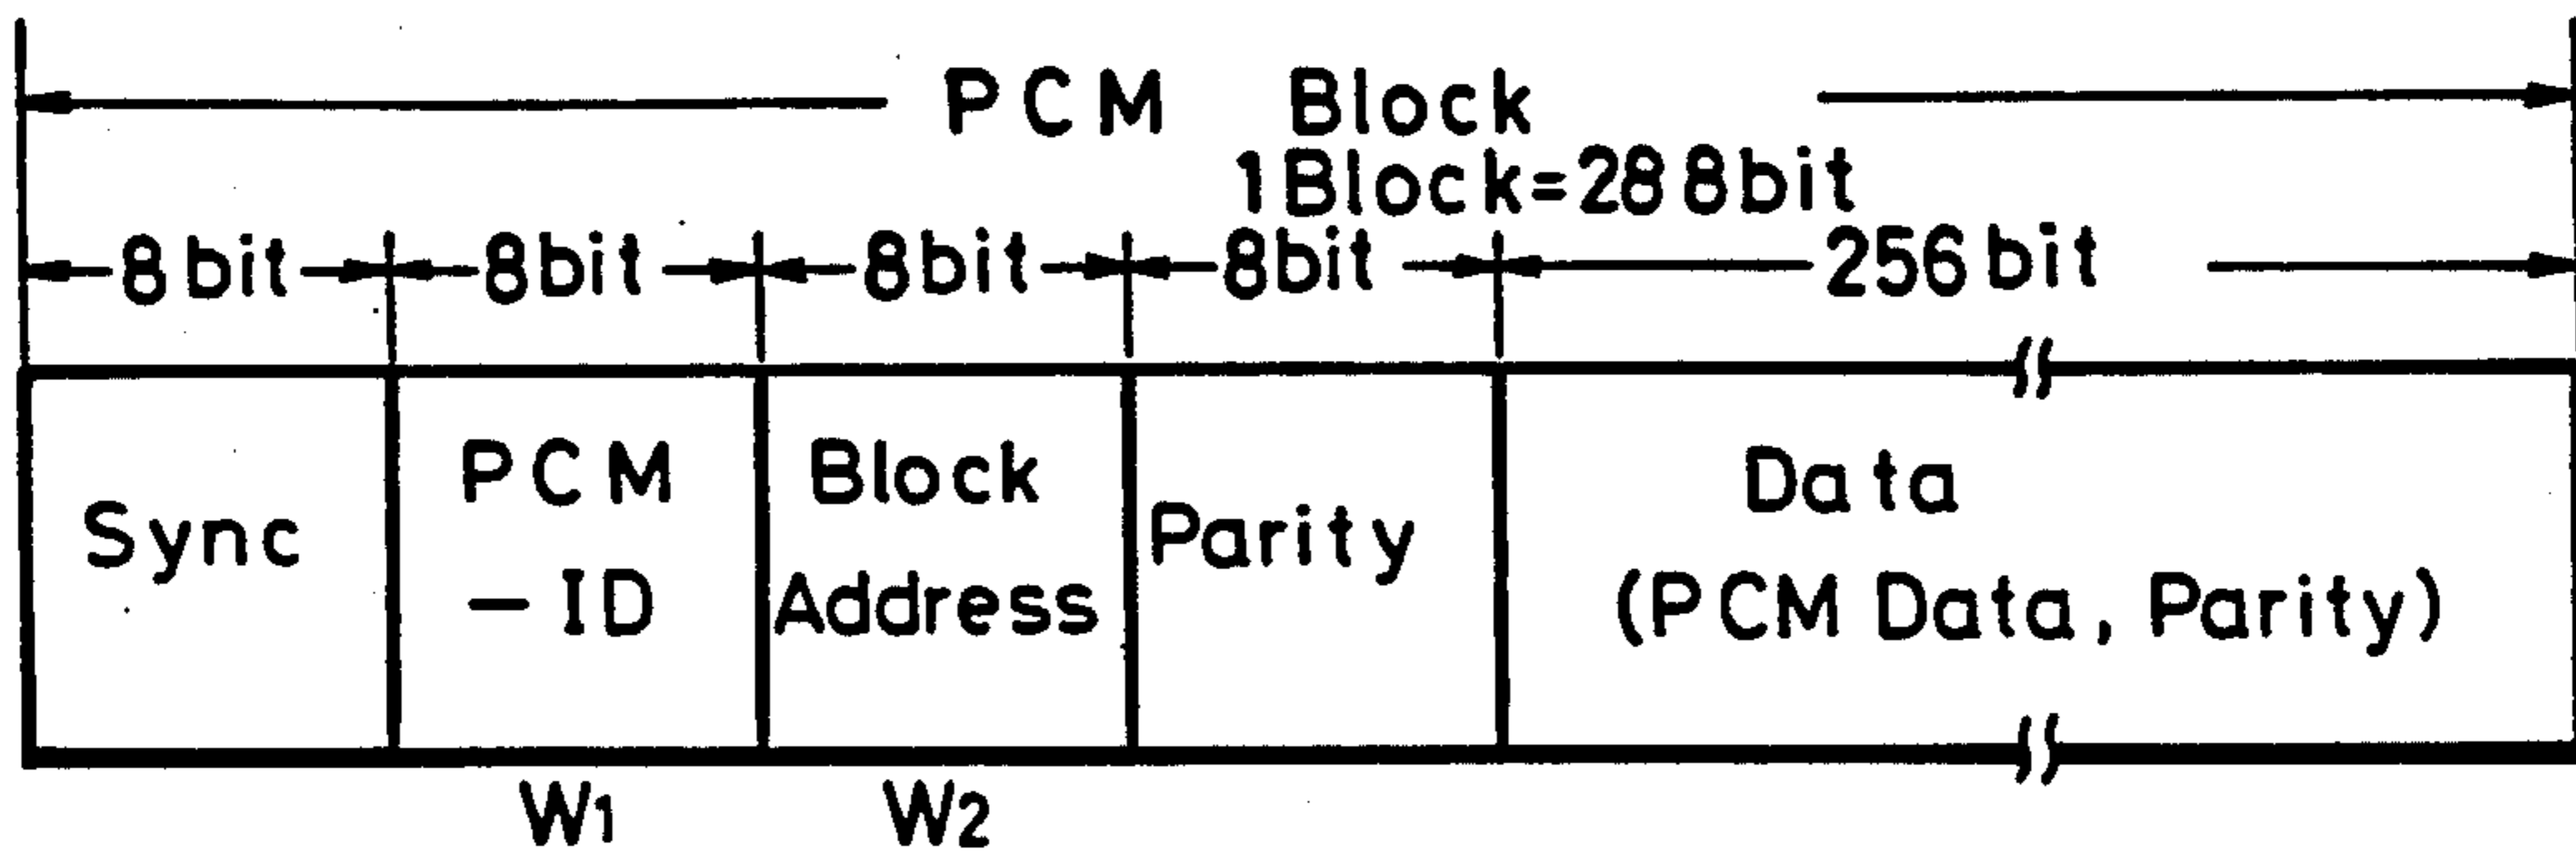 PCM Block
1Block=288bit
8bit 8bit 8bit 8bit 256bit
Sync
PCM
-ID
Block
Address
Parity
Data
(PCM Data, Parity)
W1 W2